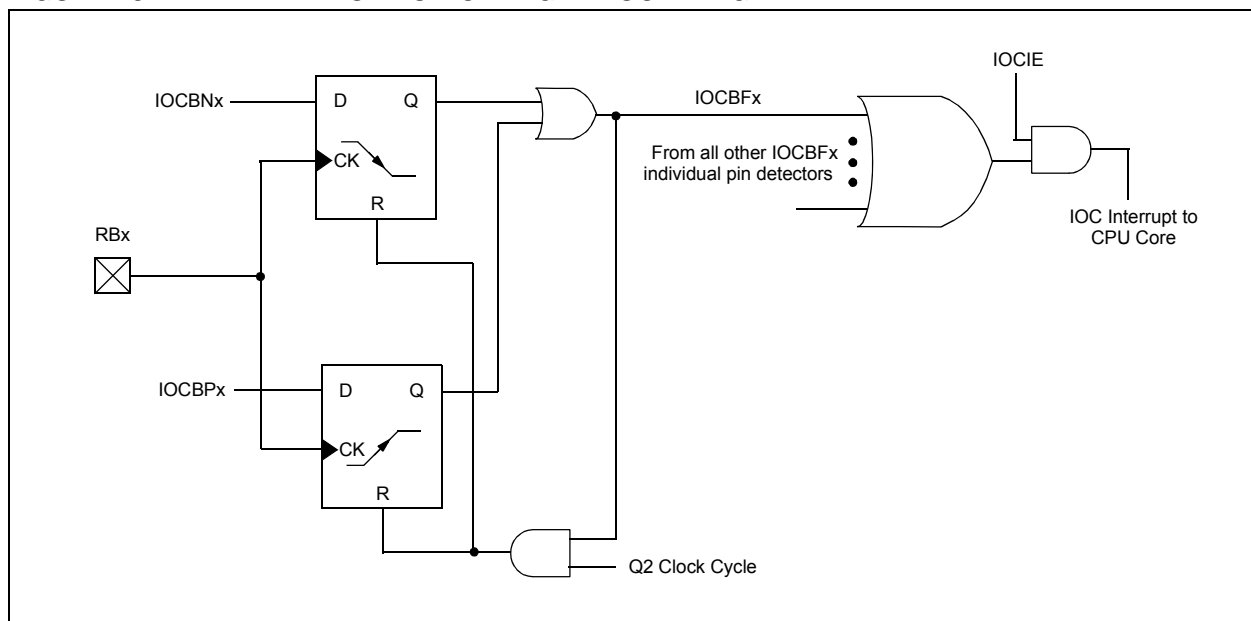 IOCIE
IOCBNx
D
Q
IOCBFx
CK
From all other IOCBFx
individual pin detectors
R
IOC Interrupt to
CPU Core
RBx
IOCBPx
D
Q
CK
R
Q2 Clock Cycle